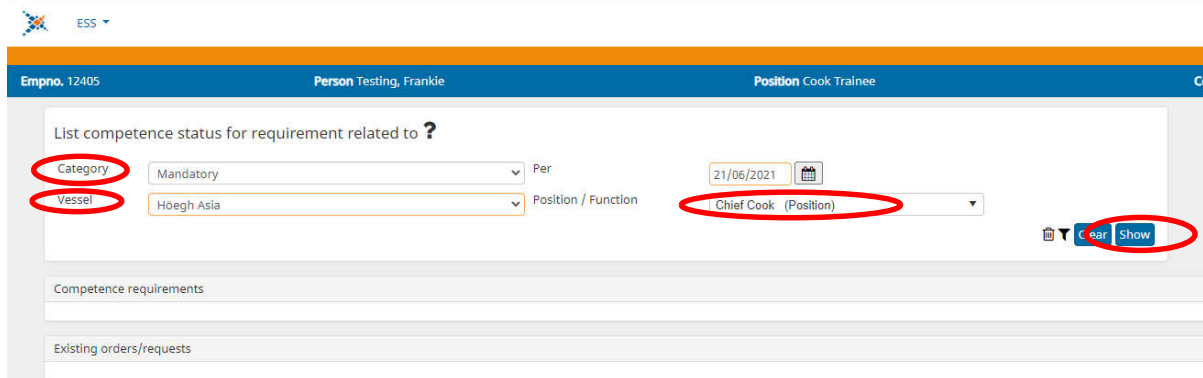 ESS
Empno. 12405 Person Testing, Frankie Position Cook Trainee
List competence status for requirement related to ?
Category Mandatory Per 21/06/2021
Vessel Höegh Asia Position / Function Chief Cook (Position)
Clear Show
Competence requirements
Existing orders/requests